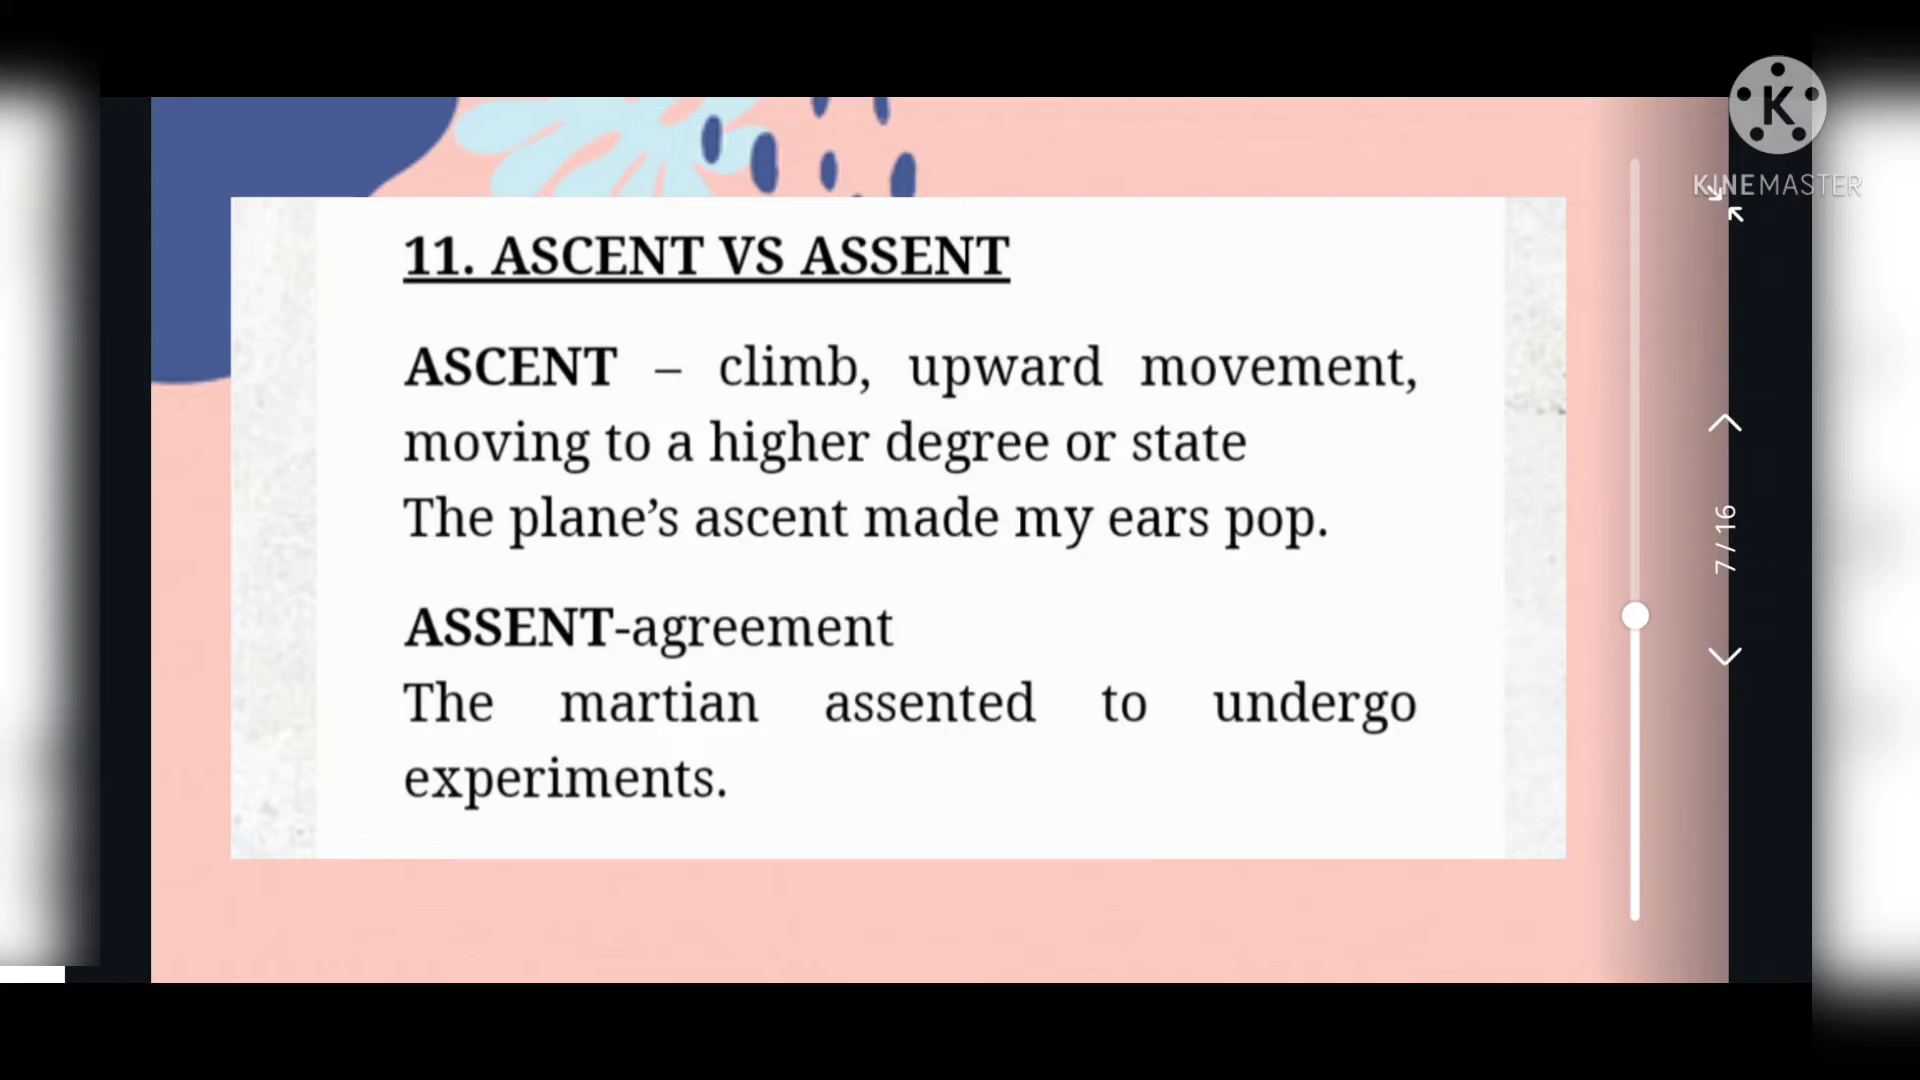 K
KINEMASTER
11. ASCENT VS ASSENT
ASCENT – climb, upward movement,
moving to a higher degree or state
The plane’s ascent made my ears pop.
ASSENT-agreement
The martian assented to undergo
experiments.
7 / 16